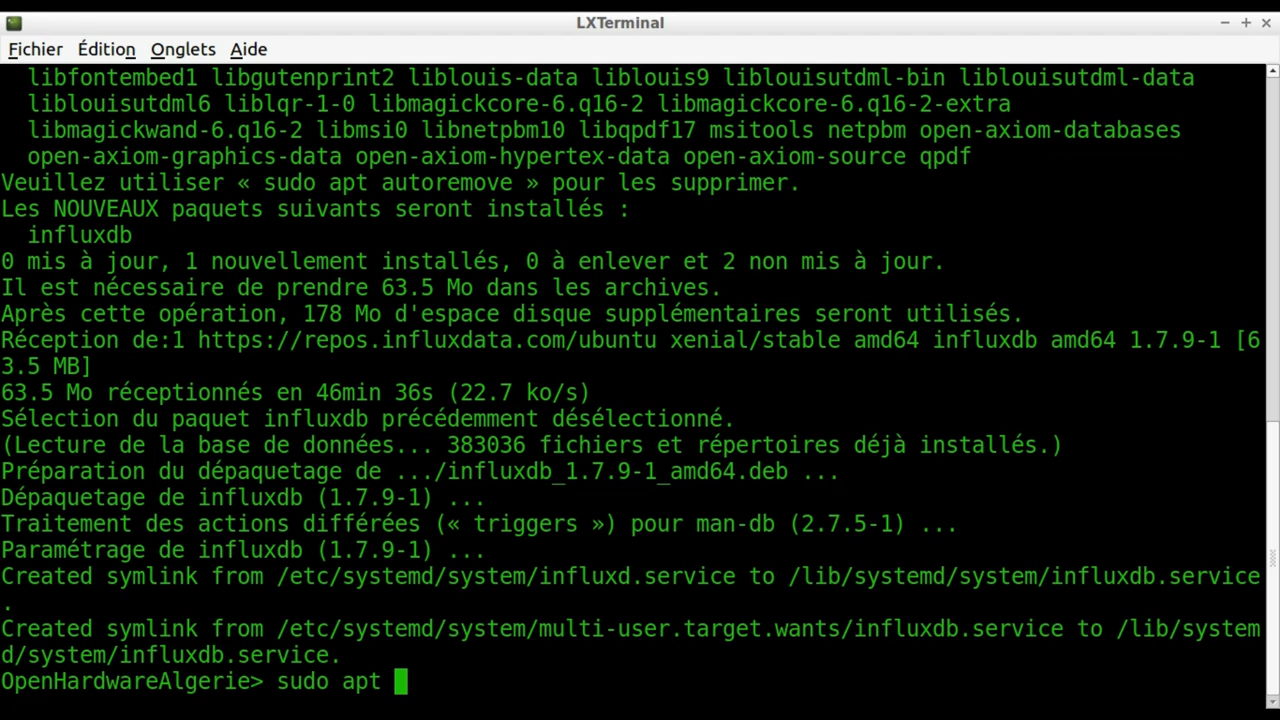 LXTerminal
Fichier Édition Onglets Aide
libfontembed1 libgutenprint2 liblouis-data liblouis9 liblouisutdml-bin liblouisutdml-data
liblouisutdml6 liblqr-1-0 libmagickcore-6.q16-2 libmagickcore-6.q16-2-extra
libmagickwand-6.q16-2 libmsi0 libnetpbm10 libqpdf17 msitools netpbm open-axiom-databases
open-axiom-graphics-data open-axiom-hypertex-data open-axiom-source qpdf
Veuillez utiliser « sudo apt autoremove » pour les supprimer.
Les NOUVEAUX paquets suivants seront installés :
influxdb
0 mis à jour, 1 nouvellement installés, 0 à enlever et 2 non mis à jour.
Il est nécessaire de prendre 63.5 Mo dans les archives.
Après cette opération, 178 Mo d'espace disque supplémentaires seront utilisés.
Réception de:1 https://repos.influxdata.com/ubuntu xenial/stable amd64 influxdb amd64 1.7.9-1 [6
3.5 MB]
63.5 Mo réceptionnés en 46min 36s (22.7 ko/s)
Sélection du paquet influxdb précédemment désélectionné.
(Lecture de la base de données... 383036 fichiers et répertoires déjà installés.)
Préparation du dépaquetage de .../influxdb_1.7.9-1_amd64.deb ...
Dépaquetage de influxdb (1.7.9-1) ...
Traitement des actions différées (« triggers ») pour man-db (2.7.5-1) ...
Paramétrage de influxdb (1.7.9-1) ...
Created symlink from /etc/systemd/system/influxd.service to /lib/systemd/system/influxdb.service
.
Created symlink from /etc/systemd/system/multi-user.target.wants/influxdb.service to /lib/system
d/system/influxdb.service.
OpenHardwareAlgerie> sudo apt